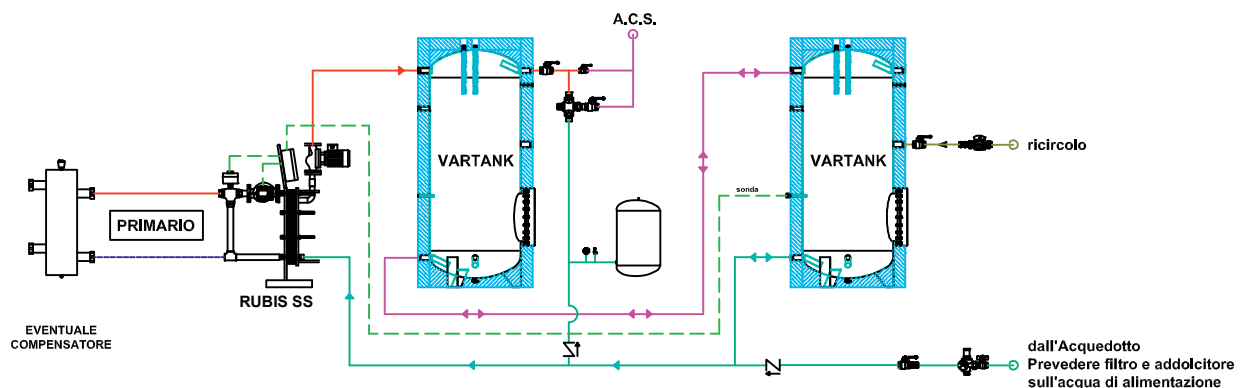 A.C.S.
VARTANK
VARTANK
ricircolo
sonda
PRIMARIO
RUBIS SS
EVENTUALE
COMPENSATORE
dall'Acquedotto
Prevedere filtro e addolcitore
sull'acqua di alimentazione